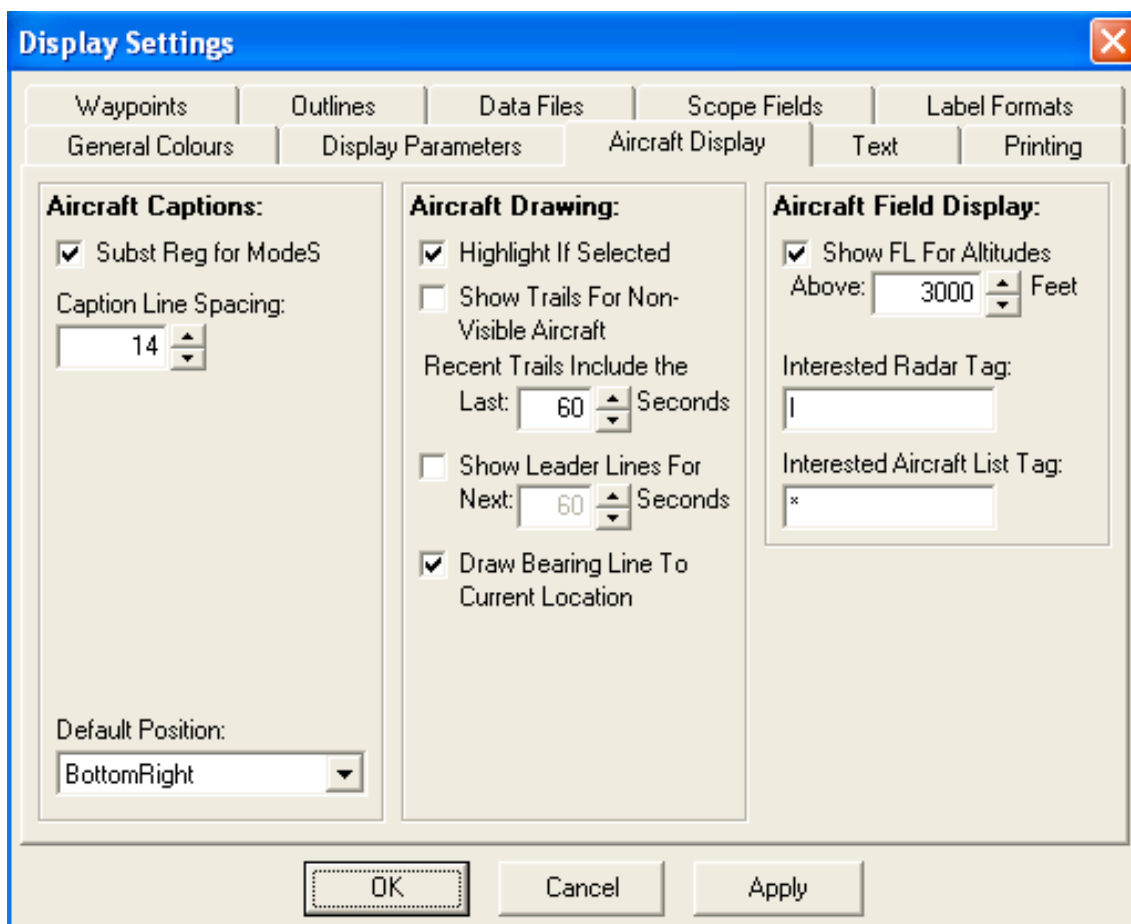 Display Settings
Waypoints
Outlines
Data Files
Scope Fields
Label Formats
General Colours
Display Parameters
Aircraft Display
Text
Printing
Aircraft Captions:
Subst Reg for ModeS
Caption Line Spacing:
14
Default Position:
BottomRight
Aircraft Drawing:
Highlight If Selected
Show Trails For Non-
Visible Aircraft
Recent Trails Include the
Last: 60 Seconds
Show Leader Lines For
Next: 60 Seconds
Draw Bearing Line To
Current Location
Aircraft Field Display:
Show FL For Altitudes
Above: 3000 Feet
Interested Radar Tag:
|
Interested Aircraft List Tag:
*
OK
Cancel
Apply